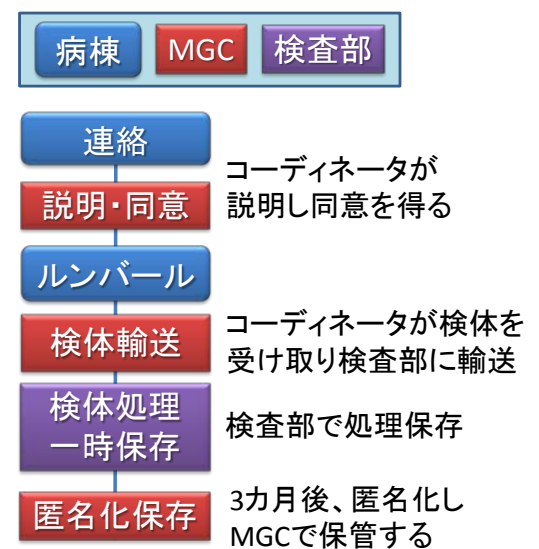 病棟 MGC 検査部
連絡
コーディネータが
説明し同意を得る
説明・同意
ルンバール
検体輸送
コーディネータが検体を
受け取り検査部に輸送
検体処理
一時保存
検査部で処理保存
匿名化保存
3カ月後、匿名化し
MGCで保管する